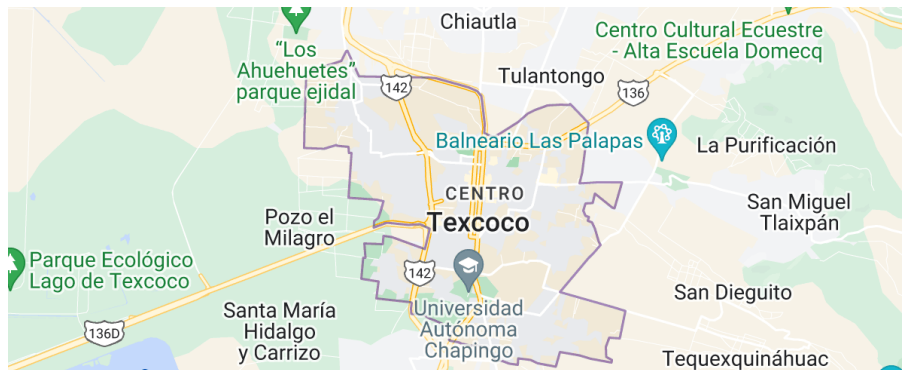 Chiautla
Centro Cultural Ecuestre
- Alta Escuela Domecq
“Los
Ahuehuetes”
parque ejidal
142
Tulantongo
136
Balneario Las Palapas
La Purificación
CENTRO
Texcoco
San Miguel
Tlaixpán
Pozo el
Milagro
Parque Ecológico
Lago de Texcoco
142
San Dieguito
Universidad
Autónoma
Chapingo
Santa María
Hidalgo
y Carrizo
136D
Tequexquináhuac